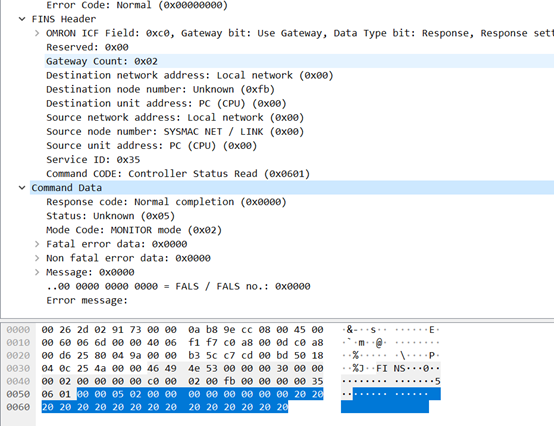 Error Code: Normal (0x00000000)
FINS Header
OMRON ICF Field: 0xc0, Gateway bit: Use Gateway, Data Type bit: Response, Response sett
Reserved: 0x00
Gateway Count: 0x02
Destination network address: Local network (0x00)
Destination node number: Unknown (0xfb)
Destination unit address: PC (CPU) (0x00)
Source network address: Local network (0x00)
Source node number: SYSMAC NET / LINK (0x00)
Source unit address: PC (CPU) (0x00)
Service ID: 0x35
Command CODE: Controller Status Read (0x0601)
Command Data
Response code: Normal completion (0x0000)
Status: Unknown (0x05)
Mode Code: MONITOR mode (0x02)
Fatal error data: 0x0000
Non fatal error data: 0x0000
Message: 0x0000
..00 0000 0000 0000 = FALS / FALS no.: 0x0000
Error message:
0000 00 26 2d 02 91 73 00 00 0a b8 9e cc 08 00 45 00 ·&-··s·· ······E·
0010 00 60 06 6d 00 00 40 06 f1 f7 c0 a8 00 0d c0 a8 ·`·m··@· ········
0020 00 d6 25 80 04 9a 00 00 b3 5c c7 cd 00 bd 50 18 ··%····· ·\····P·
0030 04 0c 25 4a 00 00 46 49 4e 53 00 00 00 30 00 00 ··%J··FI NS···0··
0040 00 02 00 00 00 00 c0 00 02 00 fb 00 00 00 00 35 ········ ·······5
0050 06 01 00 00 05 02 00 00 00 00 00 00 00 00 20 20 ········ ······
0060 20 20 20 20 20 20 20 20 20 20 20 20 20 20